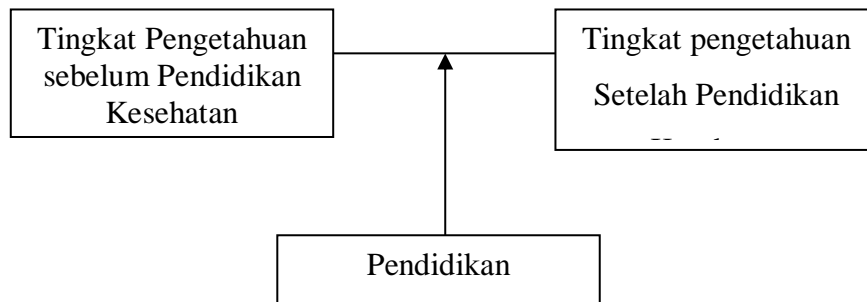 Tingkat Pengetahuan
sebelum Pendidikan
Kesehatan
Tingkat pengetahuan
Setelah Pendidikan
Pendidikan